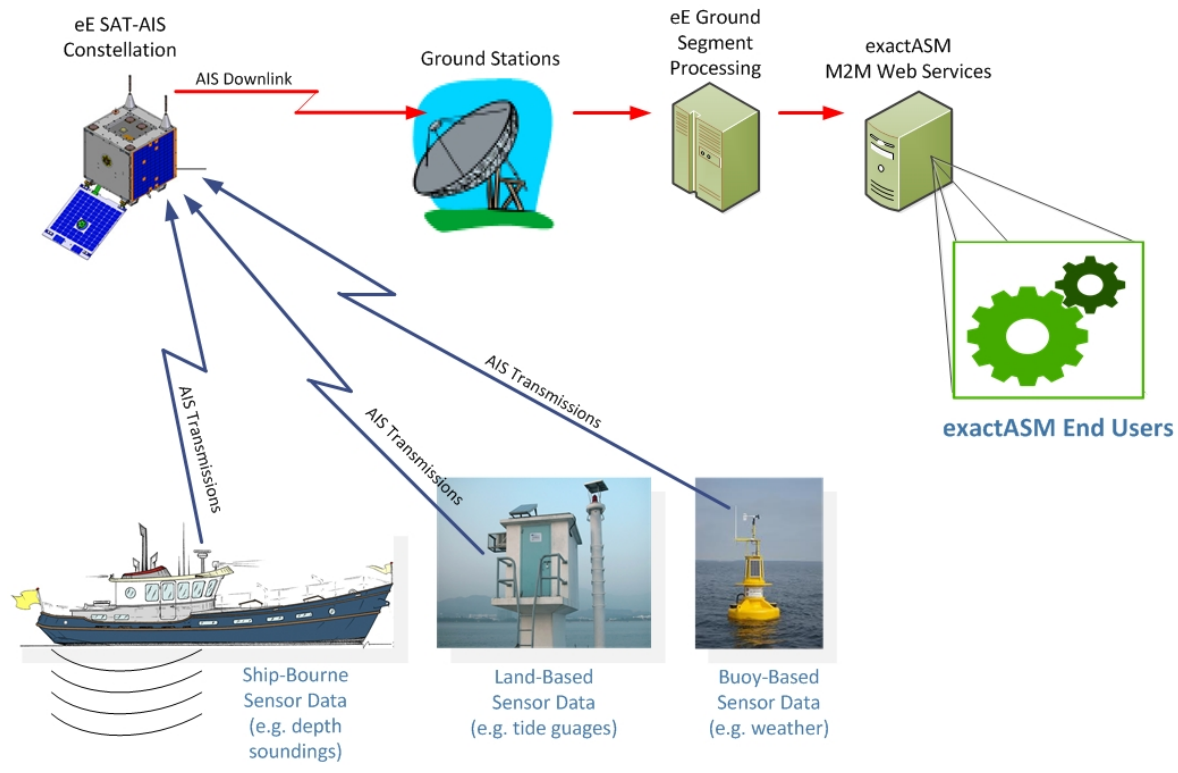 eE SAT-AIS
Constellation
AIS Downlink
Ground Stations
eE Ground
Segment
Processing
exactASM
M2M Web Services
exactASM End Users
AIS Transmissions
AIS Transmissions
AIS Transmissions
Ship-Bourne
Sensor Data
(e.g. depth
soundings)
Land-Based
Sensor Data
(e.g. tide guages)
Buoy-Based
Sensor Data
(e.g. weather)